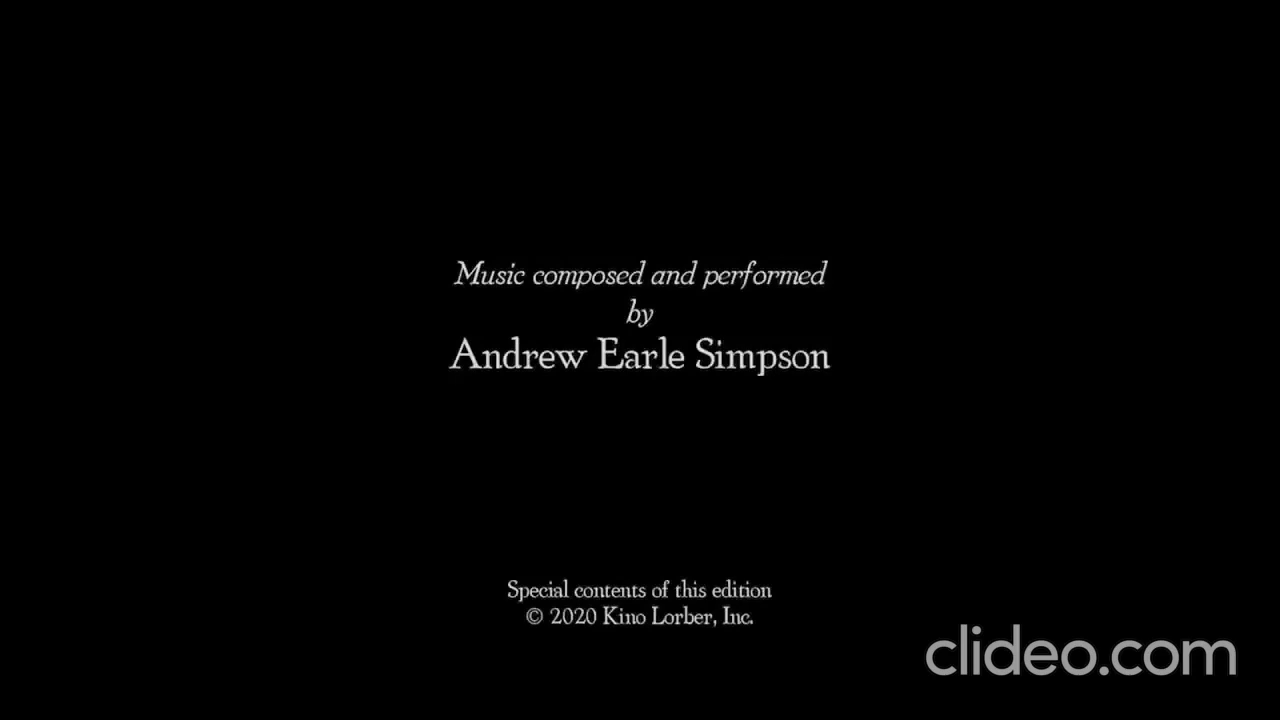 Music composed and performed
by
Andrew Earle Simpson
Special contents of this edition
© 2020 Kino Lorber, Inc.
clideo.com